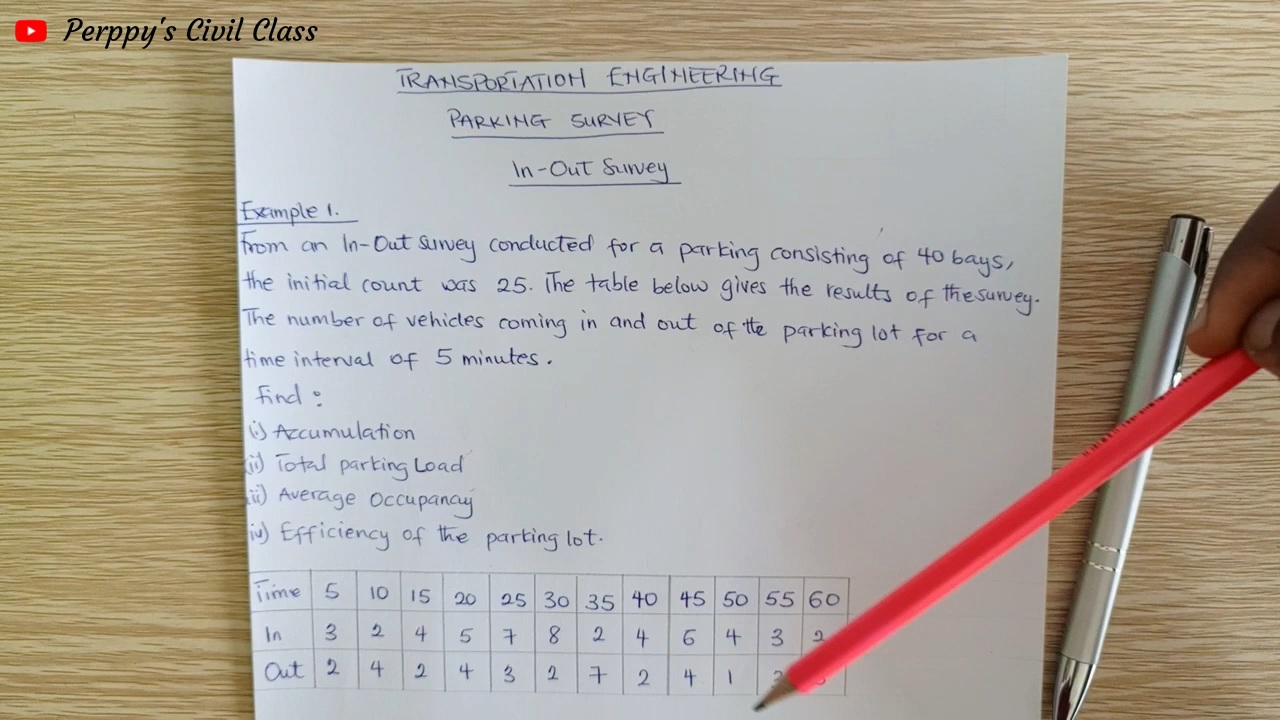 Perppy's Civil Class
TRANSPORTATION ENGINEERING
PARKING SURVEY
In-Out Survey
Example 1.
From an In-Out survey conducted for a parking consisting of 40 bays,
the initial count was 25. The table below gives the results of the survey.
The number of vehicles coming in and out of the parking lot for a
time interval of 5 minutes.
Find :
(i) Accumulation
(ii) Total parking Load
(iii) Average Occupancy
(iv) Efficiency of the parking lot.
Time 5 10 15 20 25 30 35 40 45 50 55 60
In 3 2 4 5 7 8 2 4 6 4 3 2
Out 2 4 2 4 3 2 7 2 4 1